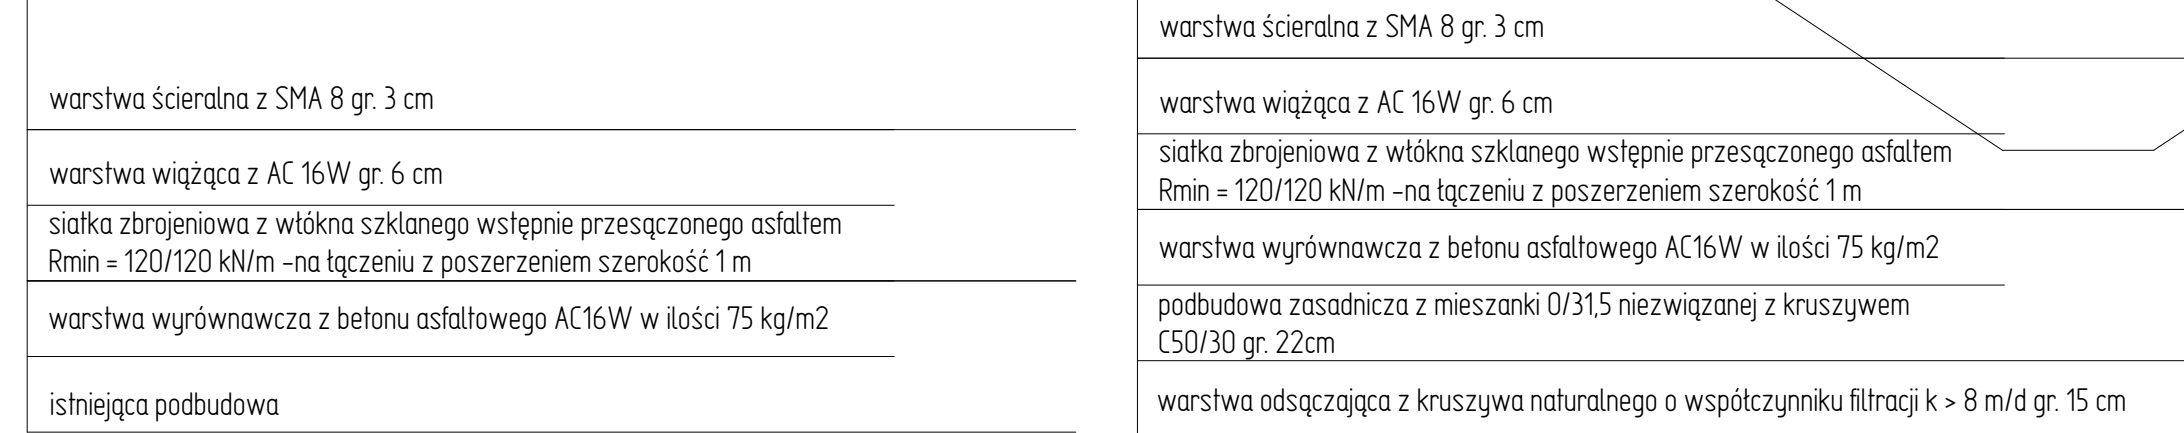 warstwa ścieralna z SMA 8 gr. 3 cm
warstwa wiążąca z AC 16W gr. 6 cm
siatka zbrojeniowa z włókna szklanego wstępnie przesączonego asfaltem
Rmin = 120/120 kN/m -na łączeniu z poszerzeniem szerokość 1 m
warstwa wyrównawcza z betonu asfaltowego AC16W w ilości 75 kg/m2
istniejąca podbudowa
warstwa ścieralna z SMA 8 gr. 3 cm
warstwa wiążąca z AC 16W gr. 6 cm
siatka zbrojeniowa z włókna szklanego wstępnie przesączonego asfaltem
Rmin = 120/120 kN/m -na łączeniu z poszerzeniem szerokość 1 m
warstwa wyrównawcza z betonu asfaltowego AC16W w ilości 75 kg/m2
podbudowa zasadnicza z mieszanki 0/31,5 niezwiązanej z kruszywem
C50/30 gr. 22cm
warstwa odsączająca z kruszywa naturalnego o współczynniku filtracji k > 8 m/d gr. 15 cm